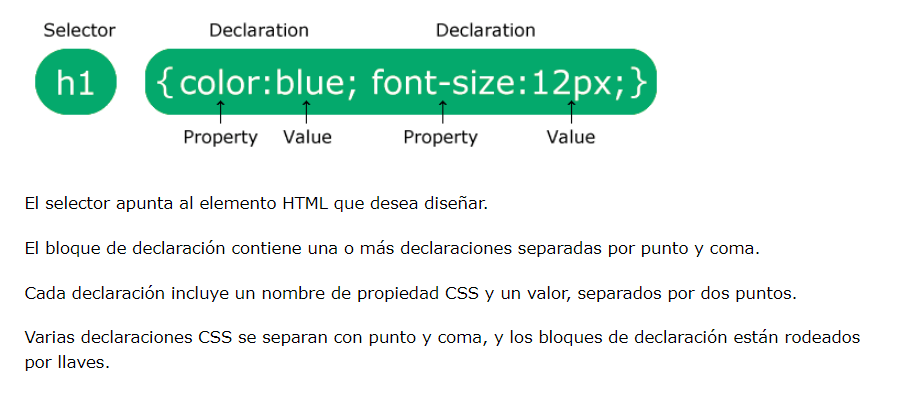 Selector Declaration Declaration
h1 {color:blue; font-size:12px;}
Property Value Property Value
El selector apunta al elemento HTML que desea diseñar.
El bloque de declaración contiene una o más declaraciones separadas por punto y coma.
Cada declaración incluye un nombre de propiedad CSS y un valor, separados por dos puntos.
Varias declaraciones CSS se separan con punto y coma, y los bloques de declaración están rodeados
por llaves.